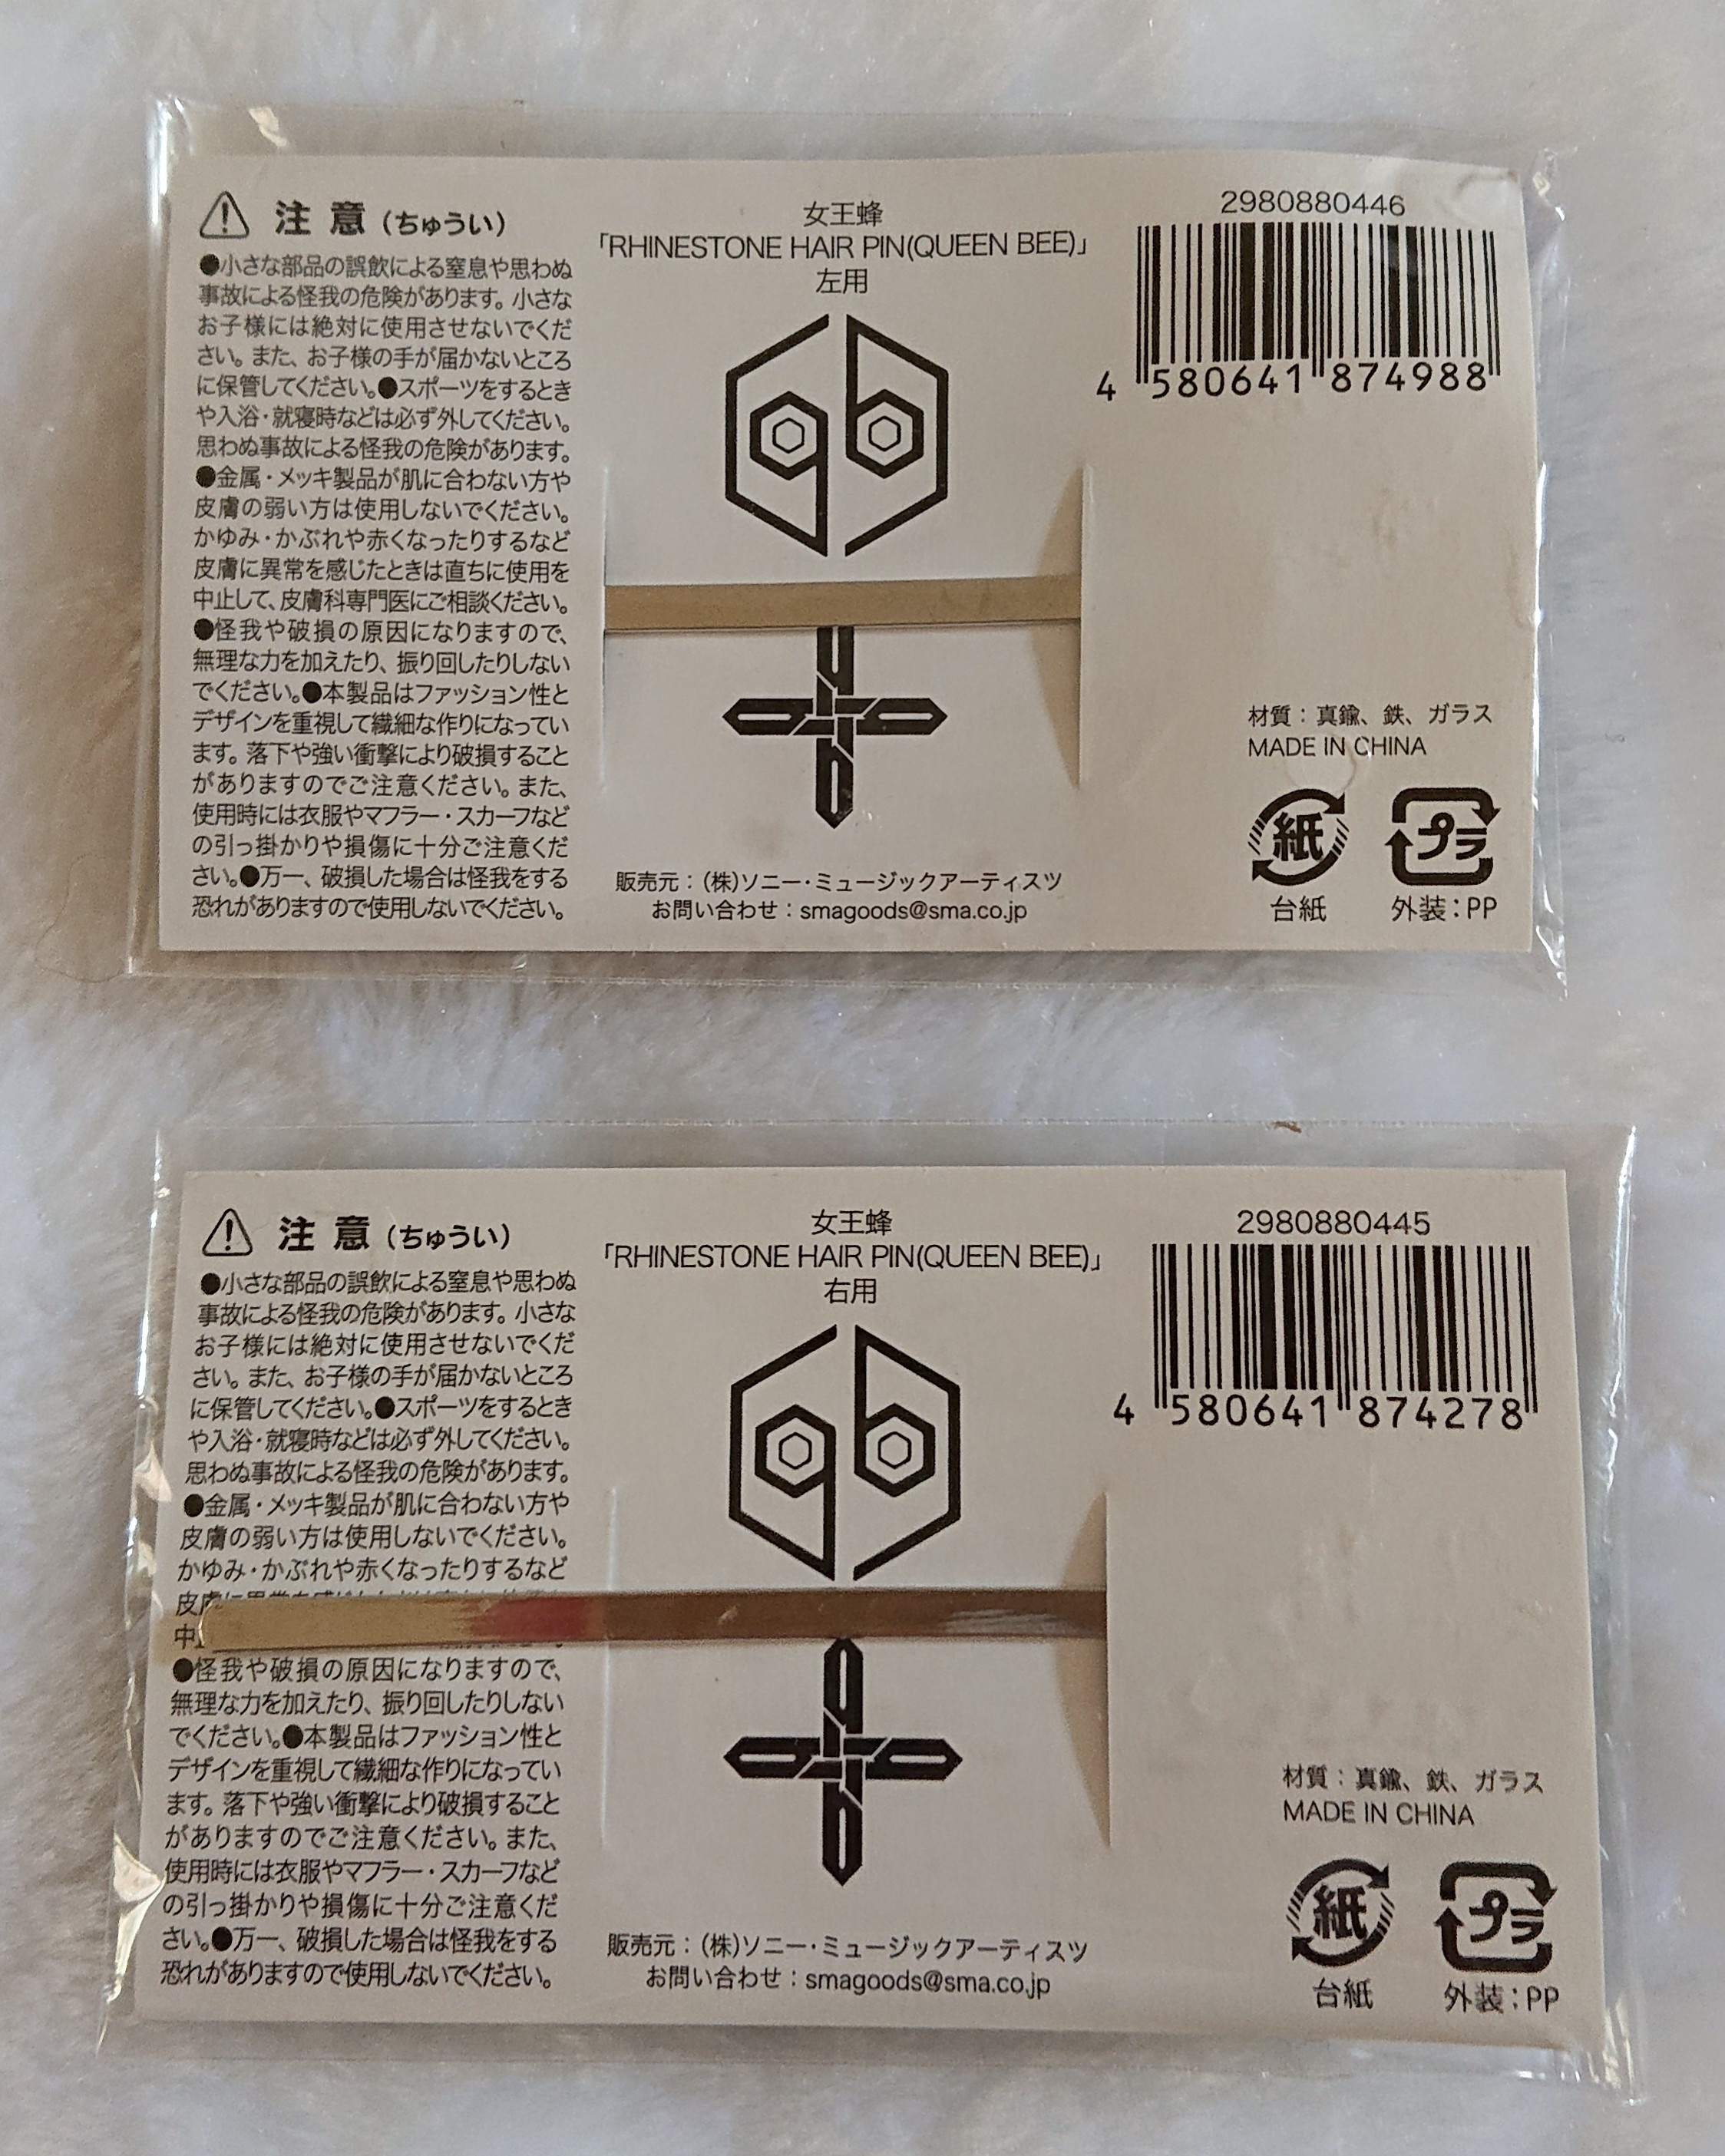 注意（ちゅうい）
●小さな部品の誤飲による窒息や思わぬ
事故による怪我の危険があります。小さな
お子様には絶対に使用させないでくだ
さい。また、お子様の手が届かないところ
に保管してください。●スポーツをするとき
や入浴・就寝時などは必ず外してください。
思わぬ事故による怪我の危険があります。
●金属・メッキ製品が肌に合わない方や
皮膚の弱い方は使用しないでください。
かゆみ・かぶれや赤くなったりするなど
皮膚に異常を感じたときは直ちに使用を
中止して、皮膚科専門医にご相談ください。
●怪我や破損の原因になりますので、
無理な力を加えたり、振り回したりしない
でください。●本製品はファッション性と
デザインを重視して繊細な作りになってい
ます。落下や強い衝撃により破損すること
がありますのでご注意ください。また、
使用時には衣服やマフラー・スカーフなど
の引っ掛かりや損傷に十分ご注意くだ
さい。●万一、破損した場合は怪我をする
恐れがありますので使用しないでください。
女王蜂
「RHINESTONE HAIR PIN(QUEEN BEE)」
左用
qb
販売元：（株）ソニー・ミュージックアーティスツ
お問い合わせ：smagoods@sma.co.jp
2980880446
4 580641 874988
材質：真鍮、鉄、ガラス
MADE IN CHINA
紙
台紙
プラ
外装：PP
注意（ちゅうい）
●小さな部品の誤飲による窒息や思わぬ
事故による怪我の危険があります。小さな
お子様には絶対に使用させないでくだ
さい。また、お子様の手が届かないところ
に保管してください。●スポーツをするとき
や入浴・就寝時などは必ず外してください。
思わぬ事故による怪我の危険があります。
●金属・メッキ製品が肌に合わない方や
皮膚の弱い方は使用しないでください。
かゆみ・かぶれや赤くなったりするなど
皮
中
●怪我や破損の原因になりますので、
無理な力を加えたり、振り回したりしない
でください。●本製品はファッション性と
デザインを重視して繊細な作りになってい
ます。落下や強い衝撃により破損すること
がありますのでご注意ください。また、
使用時には衣服やマフラー・スカーフなど
の引っ掛かりや損傷に十分ご注意くだ
さい。●万一、破損した場合は怪我をする
恐れがありますので使用しないでください。
女王蜂
「RHINESTONE HAIR PIN(QUEEN BEE)」
右用
qb
販売元：（株）ソニー・ミュージックアーティスツ
お問い合わせ：smagoods@sma.co.jp
2980880445
4 580641 874278
材質：真鍮、鉄、ガラス
MADE IN CHINA
紙
台紙
プラ
外装：PP